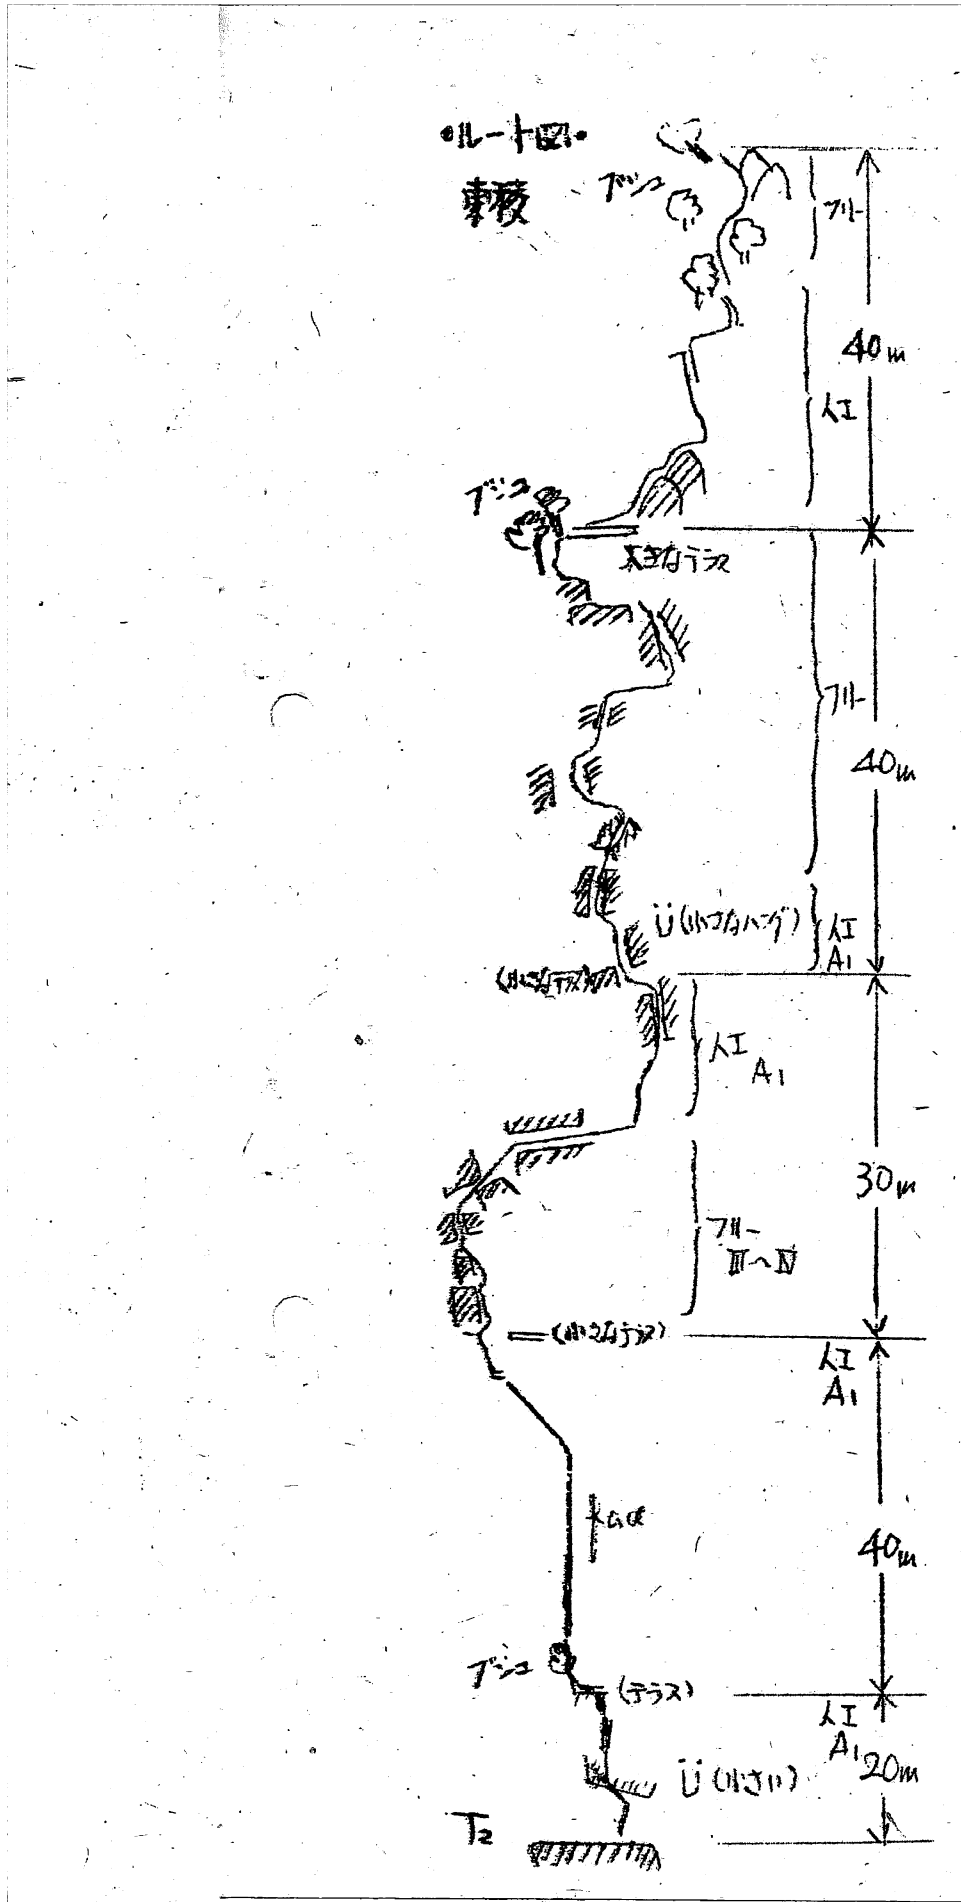 •ルート図•
東稜
ブッシュ
フリー
40m
人工
ブッシュ
大きなテラス
フリー
40m
Ü(小さなハング)
人工
A1
(小さなテラス)
人工
A1
30m
フリー
Ⅲ～Ⅳ
(小さなテラス)
人工
A1
40m
ブッシュ
(テラス)
人工
A1
20m
Ü(小さい)
T2